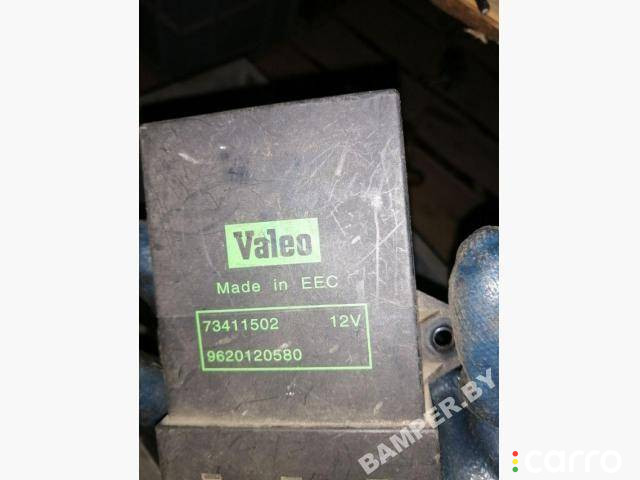 Valeo
Made in EEC
73411502 12V
9620120580
BAMPER.BY
carro